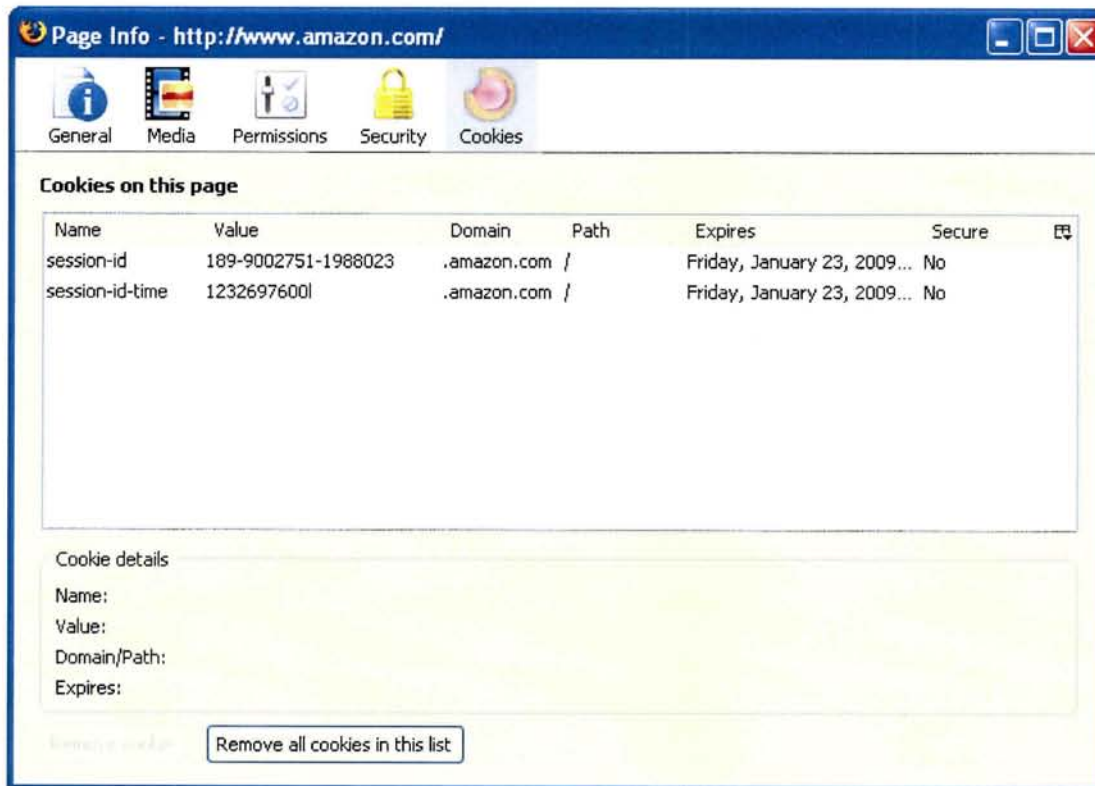 Page Info - http://www.amazon.com/
General Media Permissions Security Cookies
Cookies on this page
Name Value Domain Path Expires Secure
session-id 189-9002751-1988023 .amazon.com / Friday, January 23, 2009... No
session-id-time 1232697600l .amazon.com / Friday, January 23, 2009... No
Cookie details
Name:
Value:
Domain/Path:
Expires:
Remove cookie Remove all cookies in this list